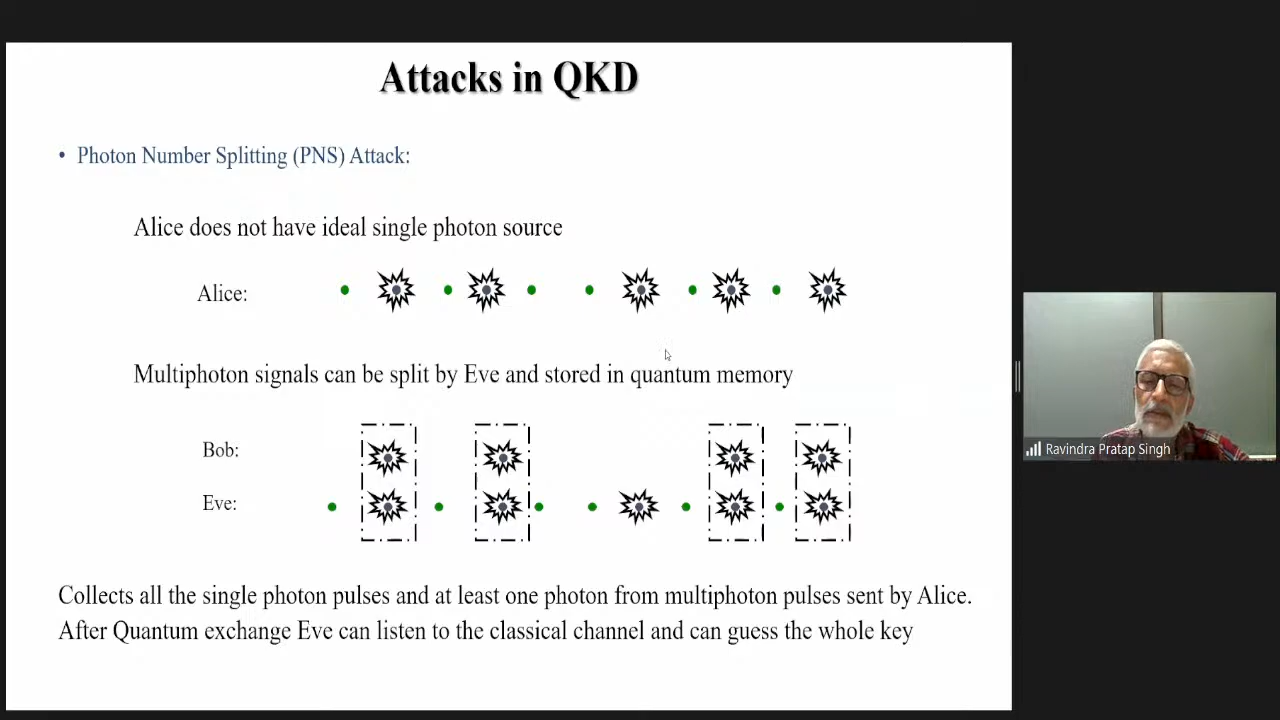 Attacks in QKD
• Photon Number Splitting (PNS) Attack:
Alice does not have ideal single photon source
Alice:
Multiphoton signals can be split by Eve and stored in quantum memory
Bob:
Eve:
Collects all the single photon pulses and at least one photon from multiphoton pulses sent by Alice.
After Quantum exchange Eve can listen to the classical channel and can guess the whole key
Ravindra Pratap Singh